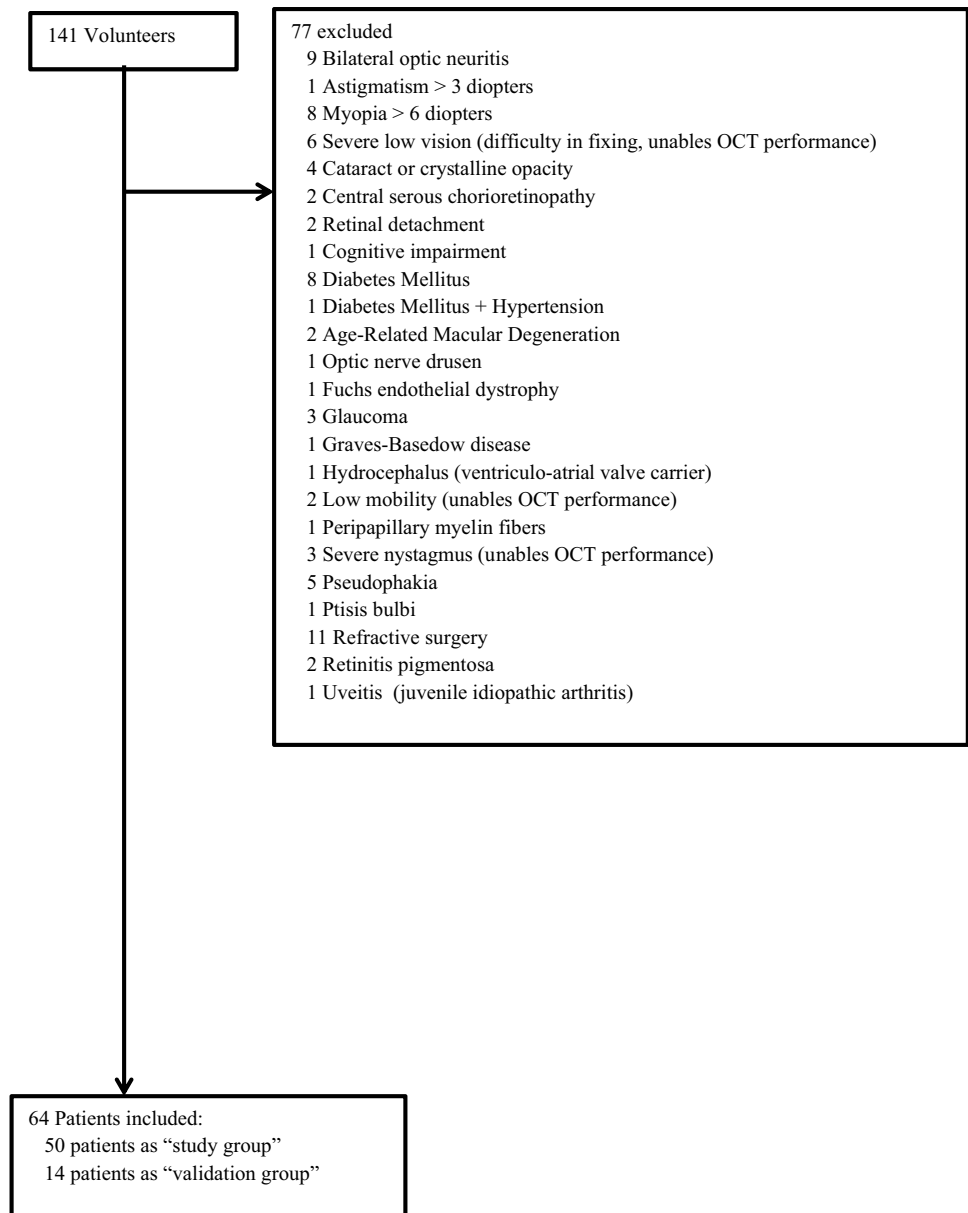 141 Volunteers
77 excluded
9 Bilateral optic neuritis
1 Astigmatism > 3 diopters
8 Myopia > 6 diopters
6 Severe low vision (difficulty in fixing, unables OCT performance)
4 Cataract or crystalline opacity
2 Central serous chorioretinopathy
2 Retinal detachment
1 Cognitive impairment
8 Diabetes Mellitus
1 Diabetes Mellitus + Hypertension
2 Age-Related Macular Degeneration
1 Optic nerve drusen
1 Fuchs endothelial dystrophy
3 Glaucoma
1 Graves-Basedow disease
1 Hydrocephalus (ventriculo-atrial valve carrier)
2 Low mobility (unables OCT performance)
1 Peripapillary myelin fibers
3 Severe nystagmus (unables OCT performance)
5 Pseudophakia
1 Ptisis bulbi
11 Refractive surgery
2 Retinitis pigmentosa
1 Uveitis (juvenile idiopathic arthritis)
64 Patients included:
50 patients as “study group”
14 patients as “validation group”